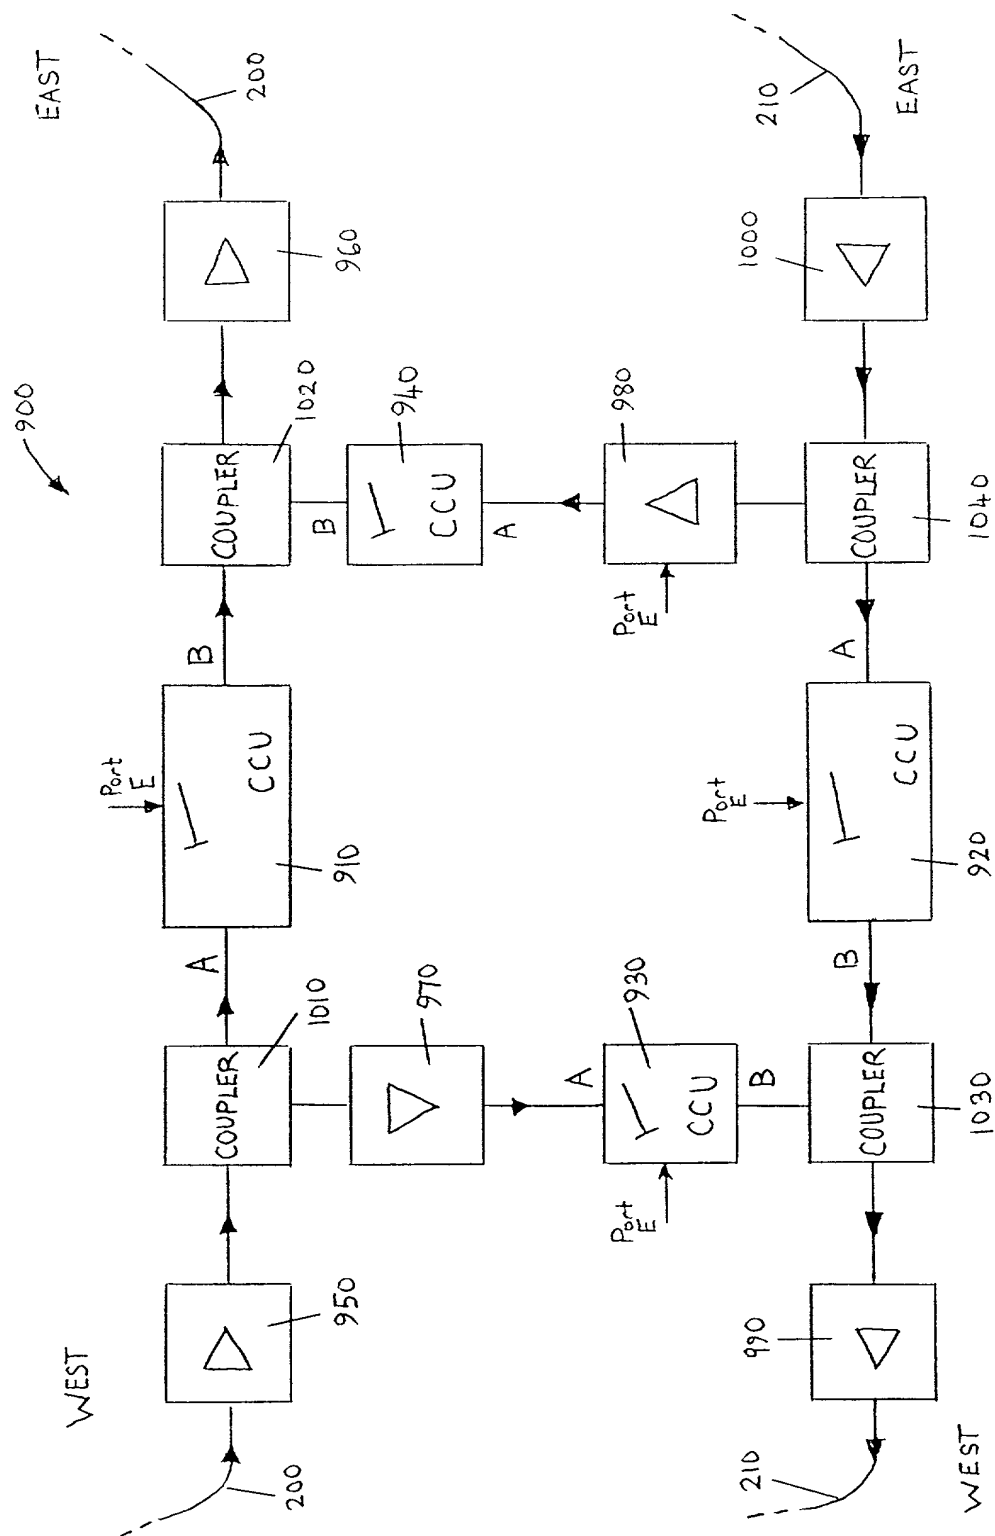 900
WEST
EAST
Port
E
A
B
COUPLER
CCU
COUPLER
200
200
950
1010
910
1020
960
B
970
940
CCU
A
A
Port
E
930
CCU
B
Port
E
980
Port
E
990
1000
210
210
B
A
COUPLER
CCU
COUPLER
1030
920
1040
WEST
EAST